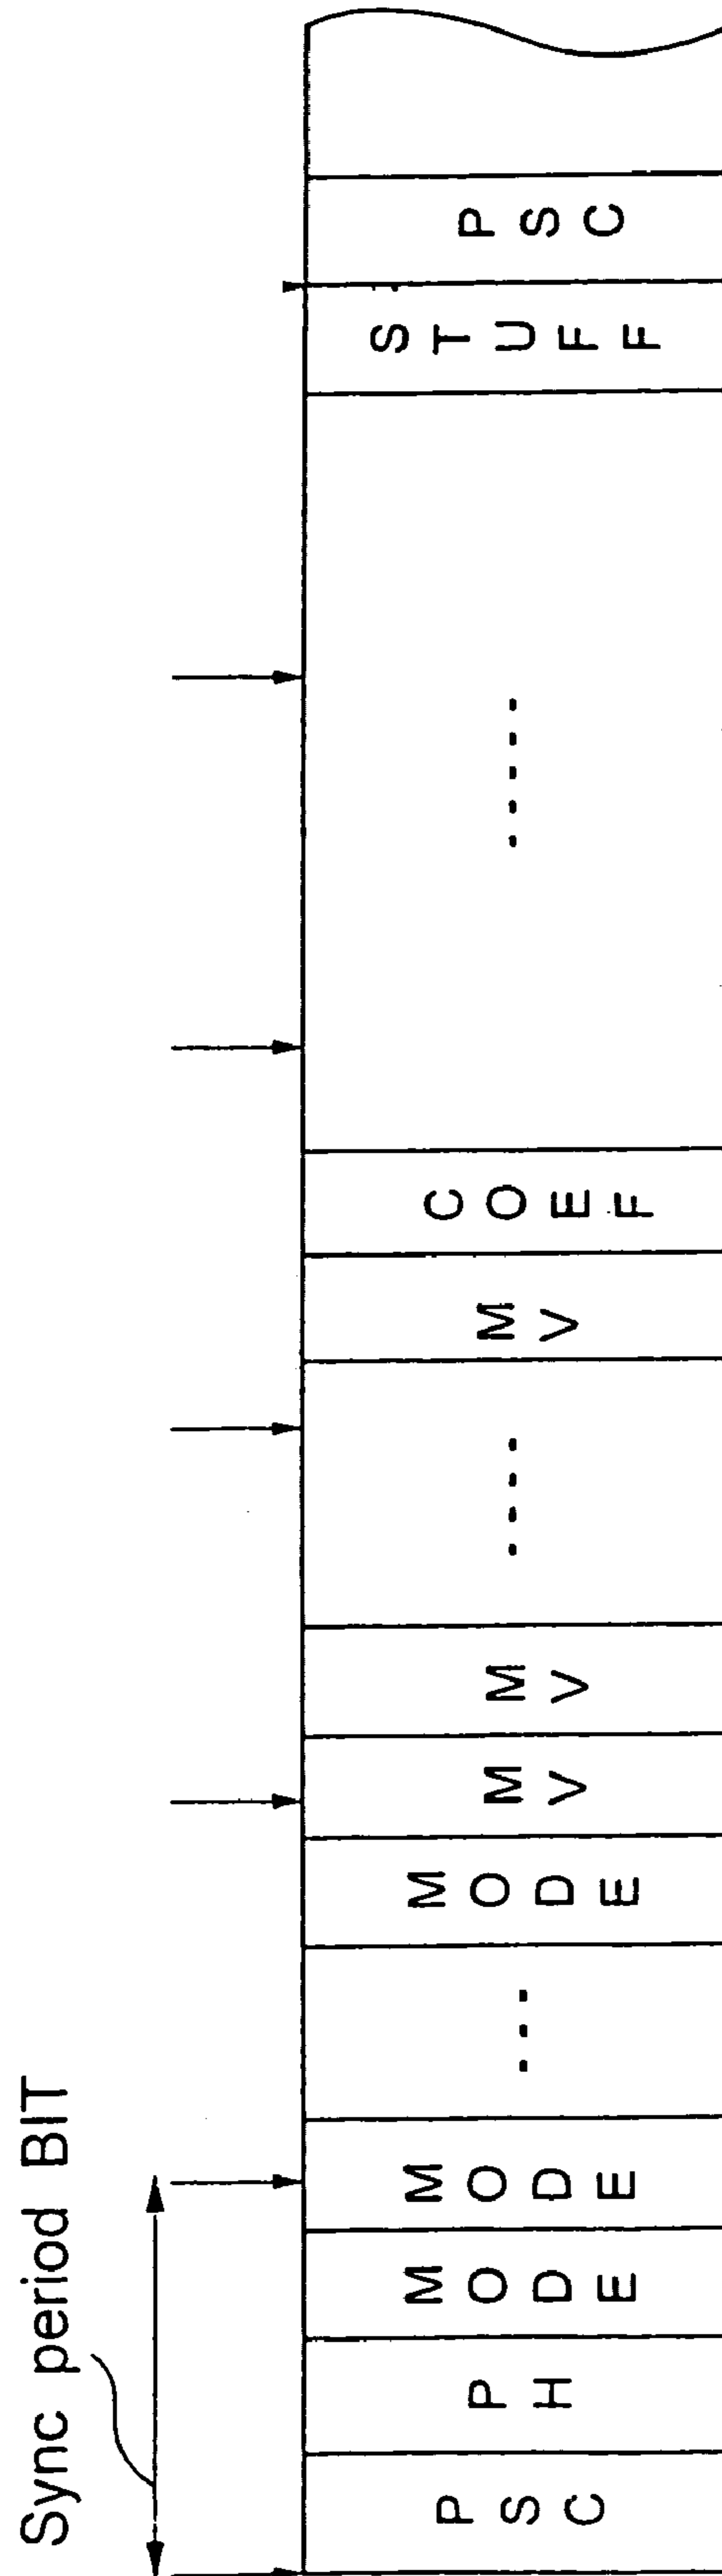 Sync period BIT
PSC
PH
MODE
MODE
...
MODE
MV
MV
....
MV
COEF
.....
STUFF
PSC